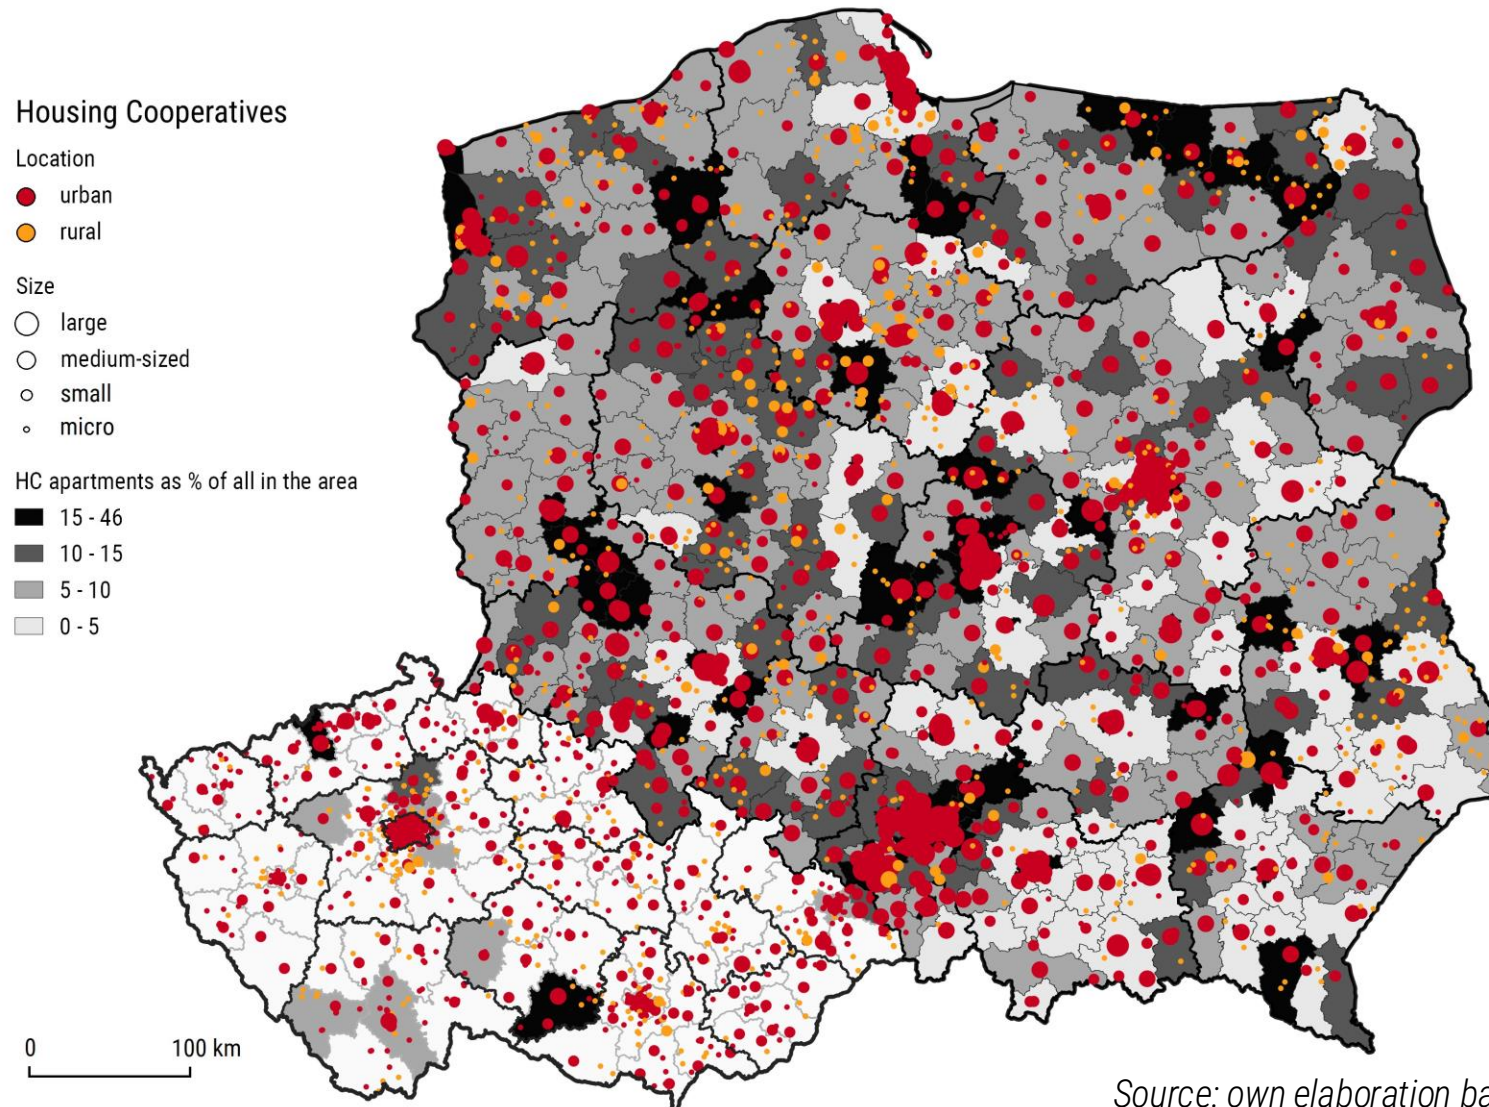 Housing Cooperatives
Location
urban
rural
Size
large
medium-sized
small
micro
HC apartments as % of all in the area
15 - 46
10 - 15
5 - 10
0 - 5
0 100 km
Source: own elaboration ba